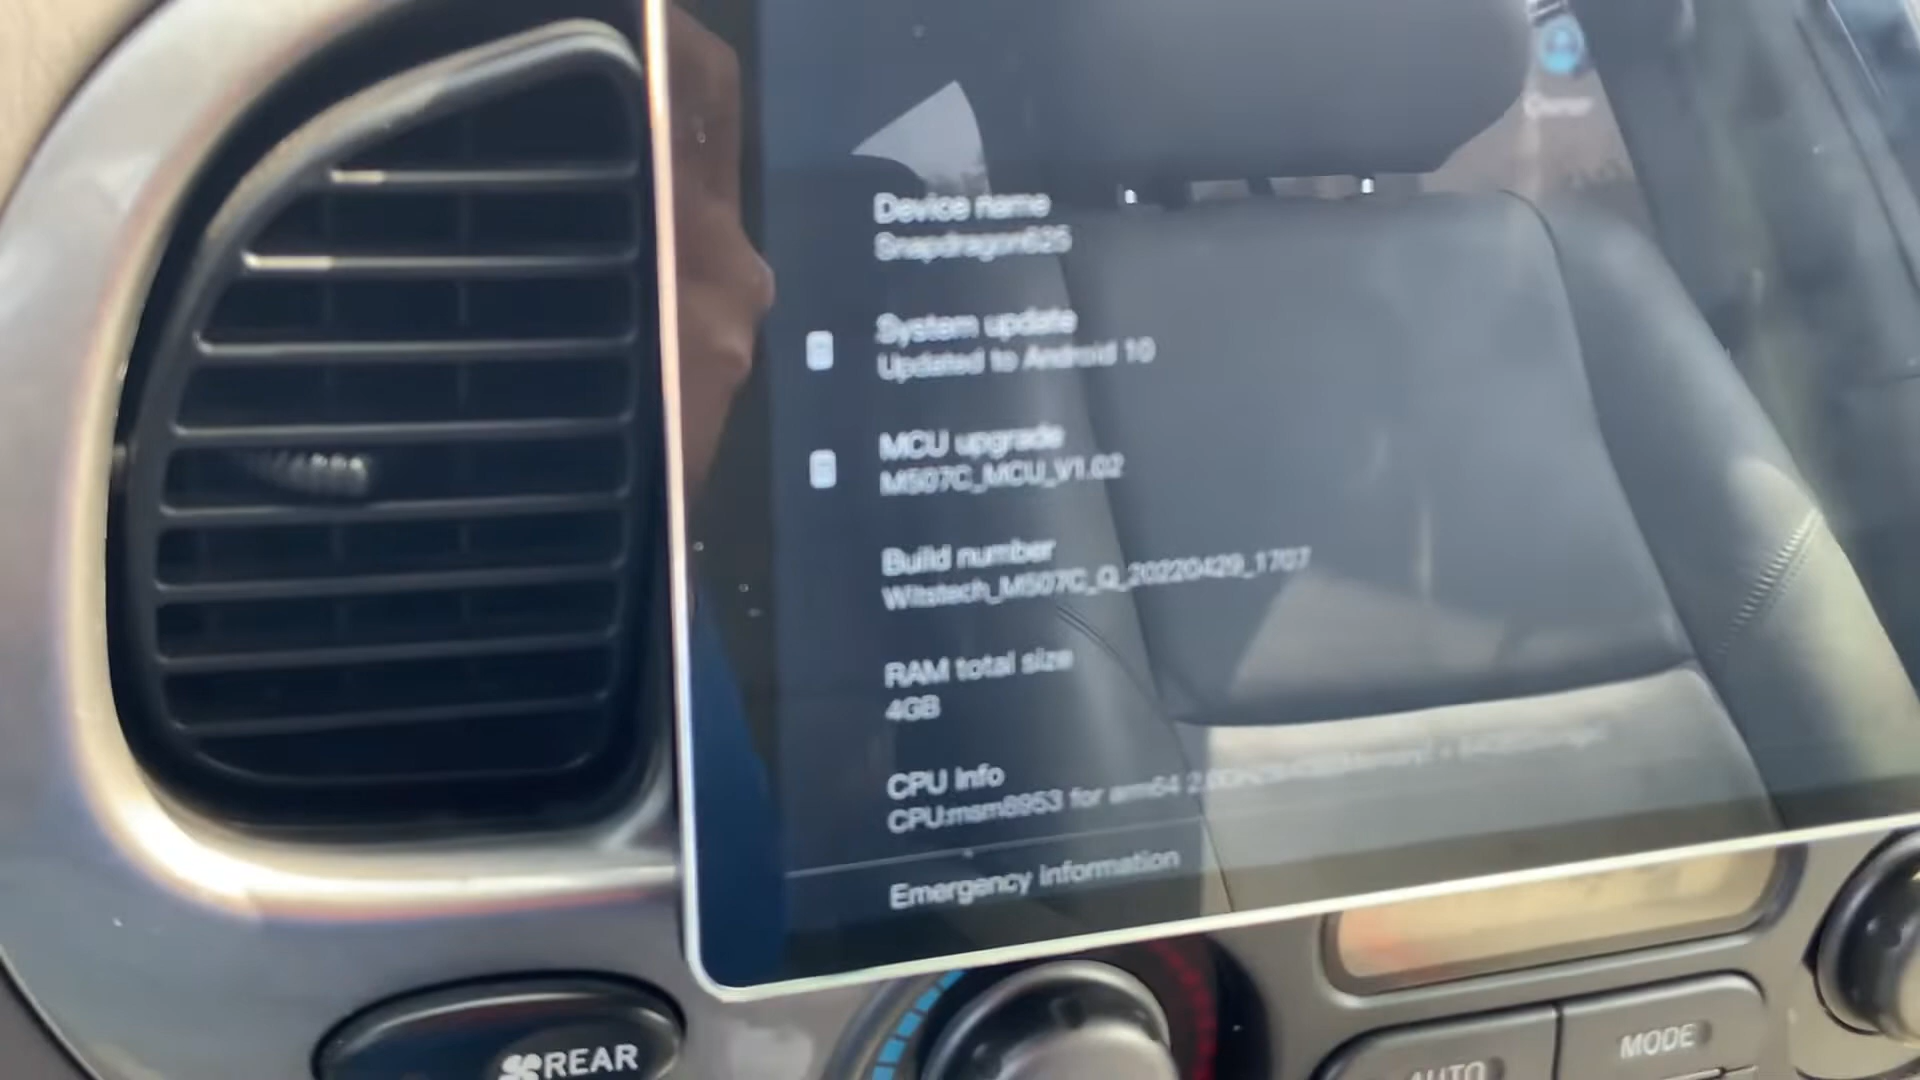 Owner
Device name
Snapdragon625
System update
Updated to Android 10
MCU upgrade
M507C_MCU_V1.02
Build number
Witstech_M507C_Q_20220429_1707
RAM total size
4GB
CPU Info
CPU:msm8953 for arm64
Emergency information
REAR
AUTO
MODE